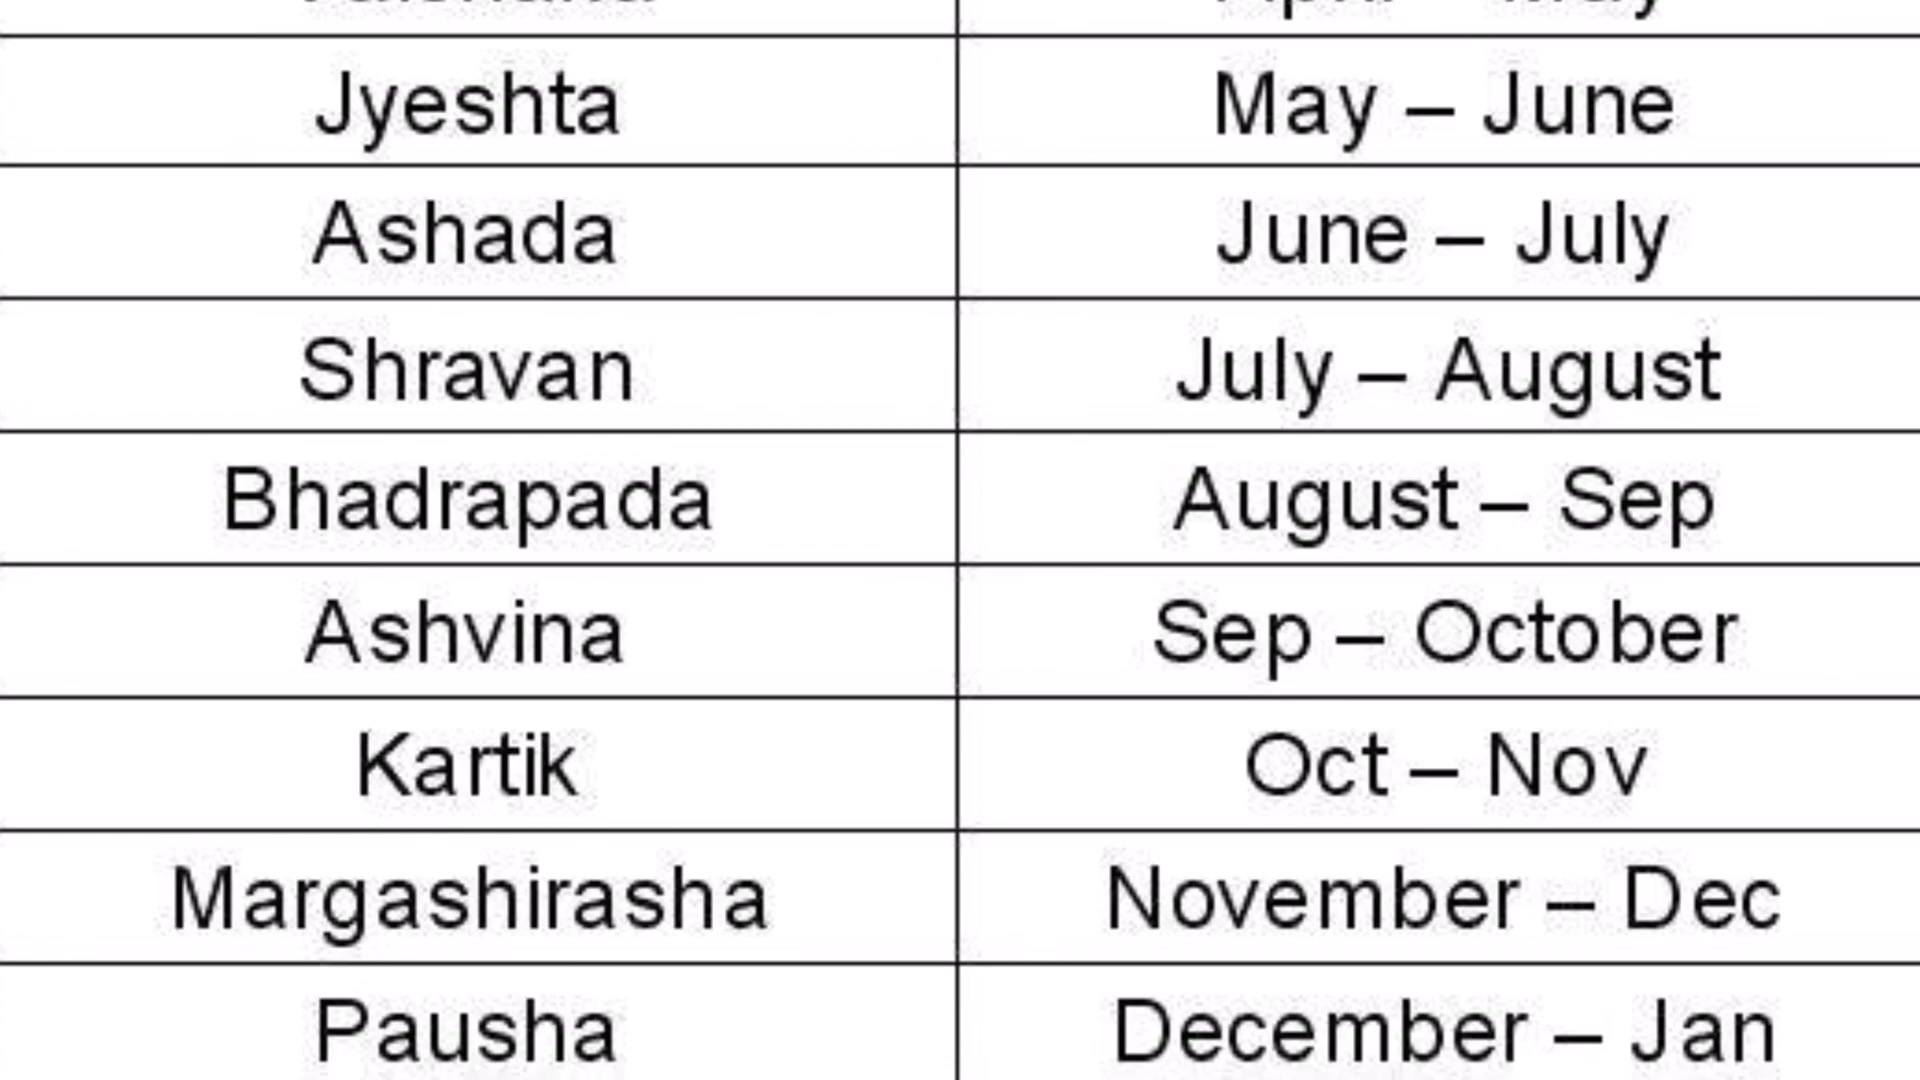 Jyeshta May – June
Ashada June – July
Shravan July – August
Bhadrapada August – Sep
Ashvina Sep – October
Kartik Oct – Nov
Margashirasha November – Dec
Pausha December – Jan